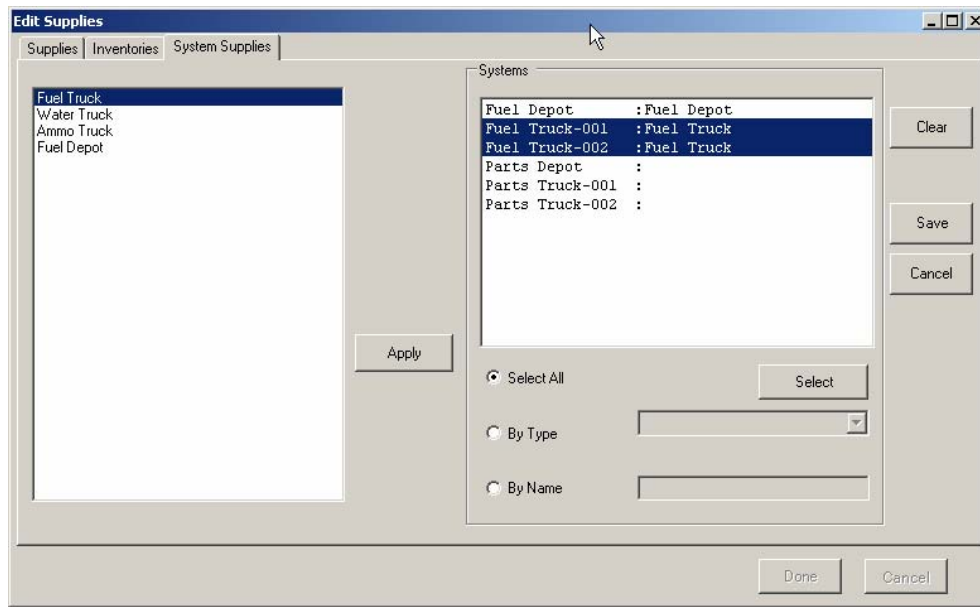 Edit Supplies
Supplies Inventories System Supplies
Fuel Truck
Water Truck
Ammo Truck
Fuel Depot
Apply
Systems
Fuel Depot :Fuel Depot
Fuel Truck-001 :Fuel Truck
Fuel Truck-002 :Fuel Truck
Parts Depot :
Parts Truck-001 :
Parts Truck-002 :
Select All
Select
By Type
By Name
Clear
Save
Cancel
Done
Cancel